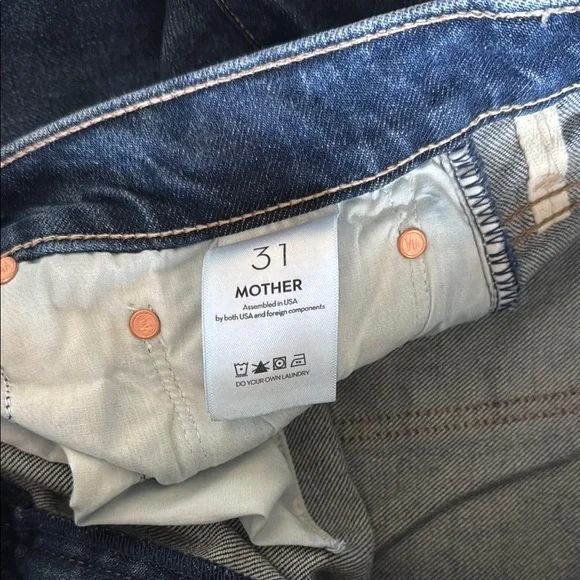 31
MOTHER
Assembled in USA
by both USA and foreign components
DO YOUR OWN LAUNDRY